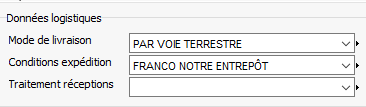 Données logistiques
Mode de livraison PAR VOIE TERRESTRE
Conditions expédition FRANCO NOTRE ENTREPÔT
Traitement réceptions